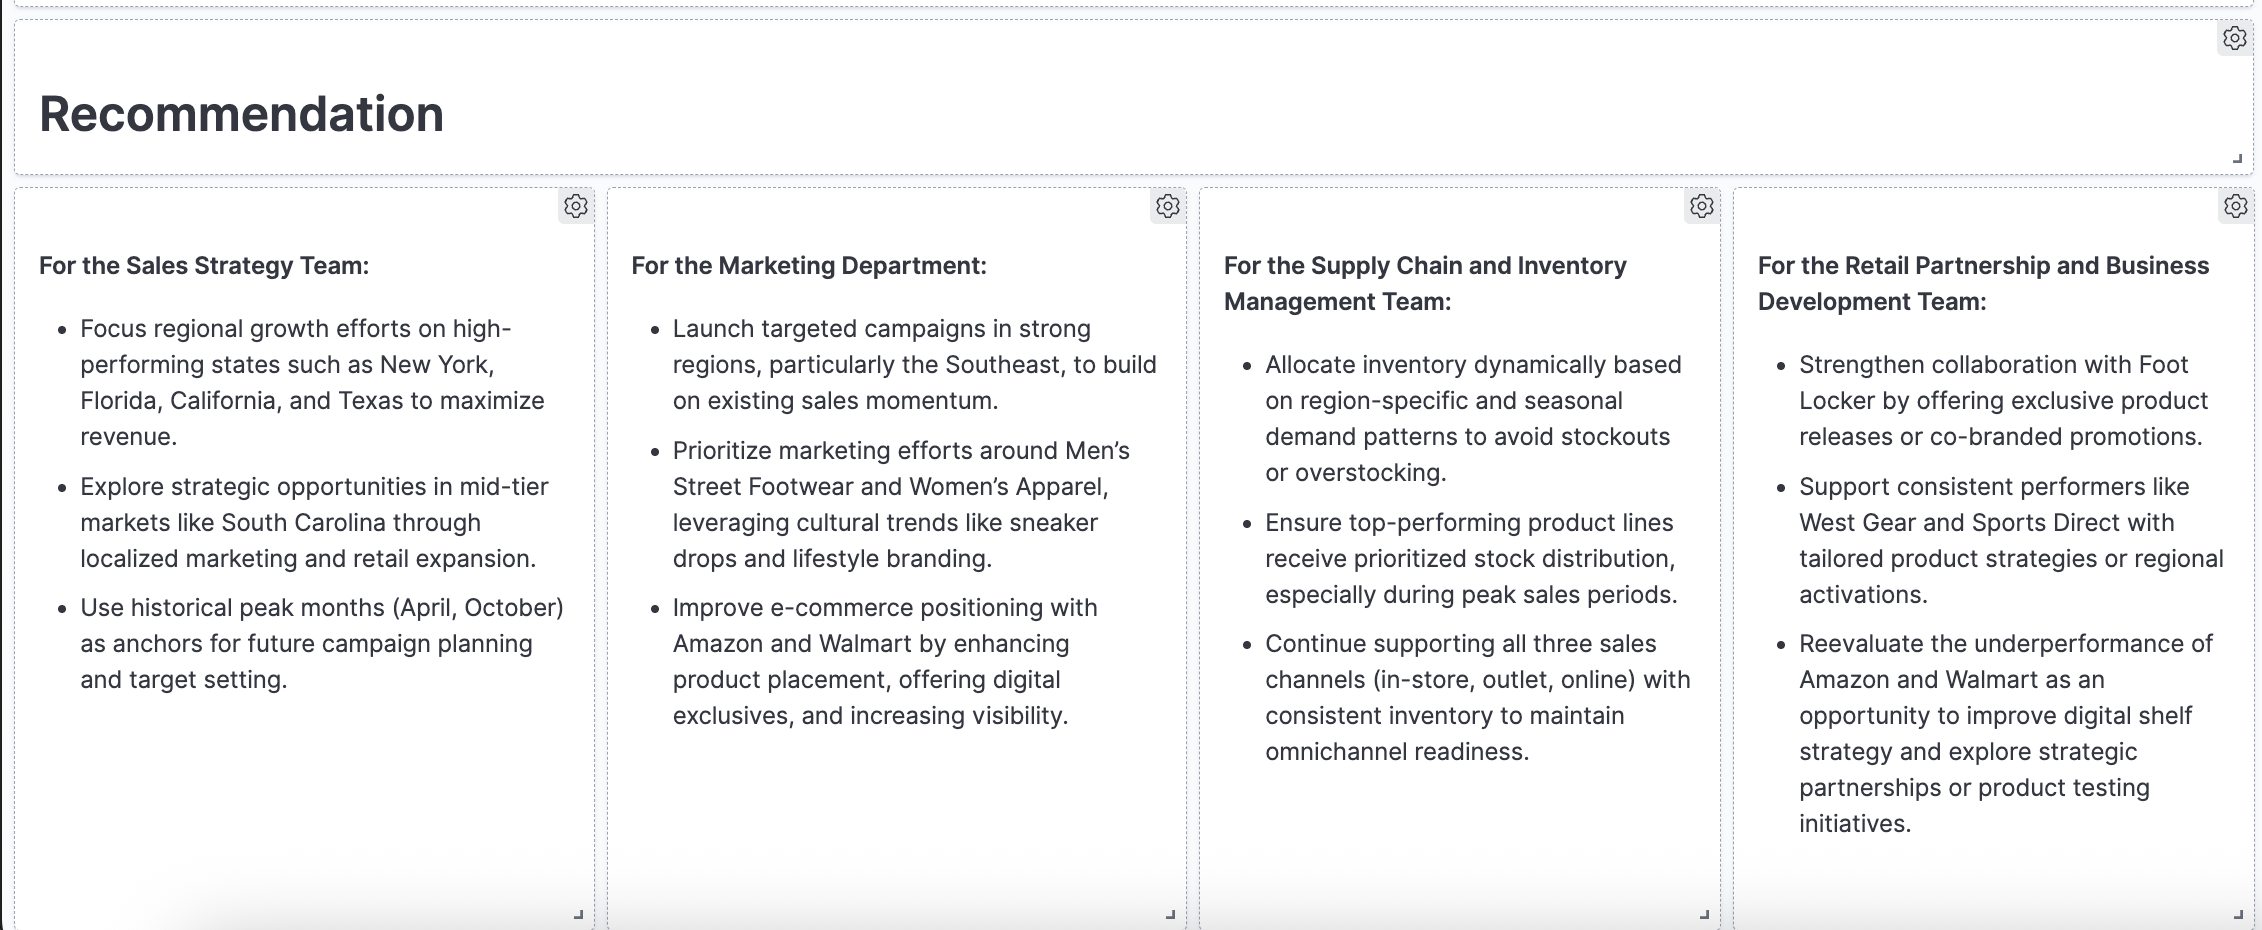 Recommendation
For the Sales Strategy Team:
• Focus regional growth efforts on high-
performing states such as New York,
Florida, California, and Texas to maximize
revenue.
• Explore strategic opportunities in mid-tier
markets like South Carolina through
localized marketing and retail expansion.
• Use historical peak months (April, October)
as anchors for future campaign planning
and target setting.
For the Marketing Department:
• Launch targeted campaigns in strong
regions, particularly the Southeast, to build
on existing sales momentum.
• Prioritize marketing efforts around Men’s
Street Footwear and Women’s Apparel,
leveraging cultural trends like sneaker
drops and lifestyle branding.
• Improve e-commerce positioning with
Amazon and Walmart by enhancing
product placement, offering digital
exclusives, and increasing visibility.
For the Supply Chain and Inventory
Management Team:
• Allocate inventory dynamically based
on region-specific and seasonal
demand patterns to avoid stockouts
or overstocking.
• Ensure top-performing product lines
receive prioritized stock distribution,
especially during peak sales periods.
• Continue supporting all three sales
channels (in-store, outlet, online) with
consistent inventory to maintain
omnichannel readiness.
For the Retail Partnership and Business
Development Team:
• Strengthen collaboration with Foot
Locker by offering exclusive product
releases or co-branded promotions.
• Support consistent performers like
West Gear and Sports Direct with
tailored product strategies or regional
activations.
• Reevaluate the underperformance of
Amazon and Walmart as an
opportunity to improve digital shelf
strategy and explore strategic
partnerships or product testing
initiatives.